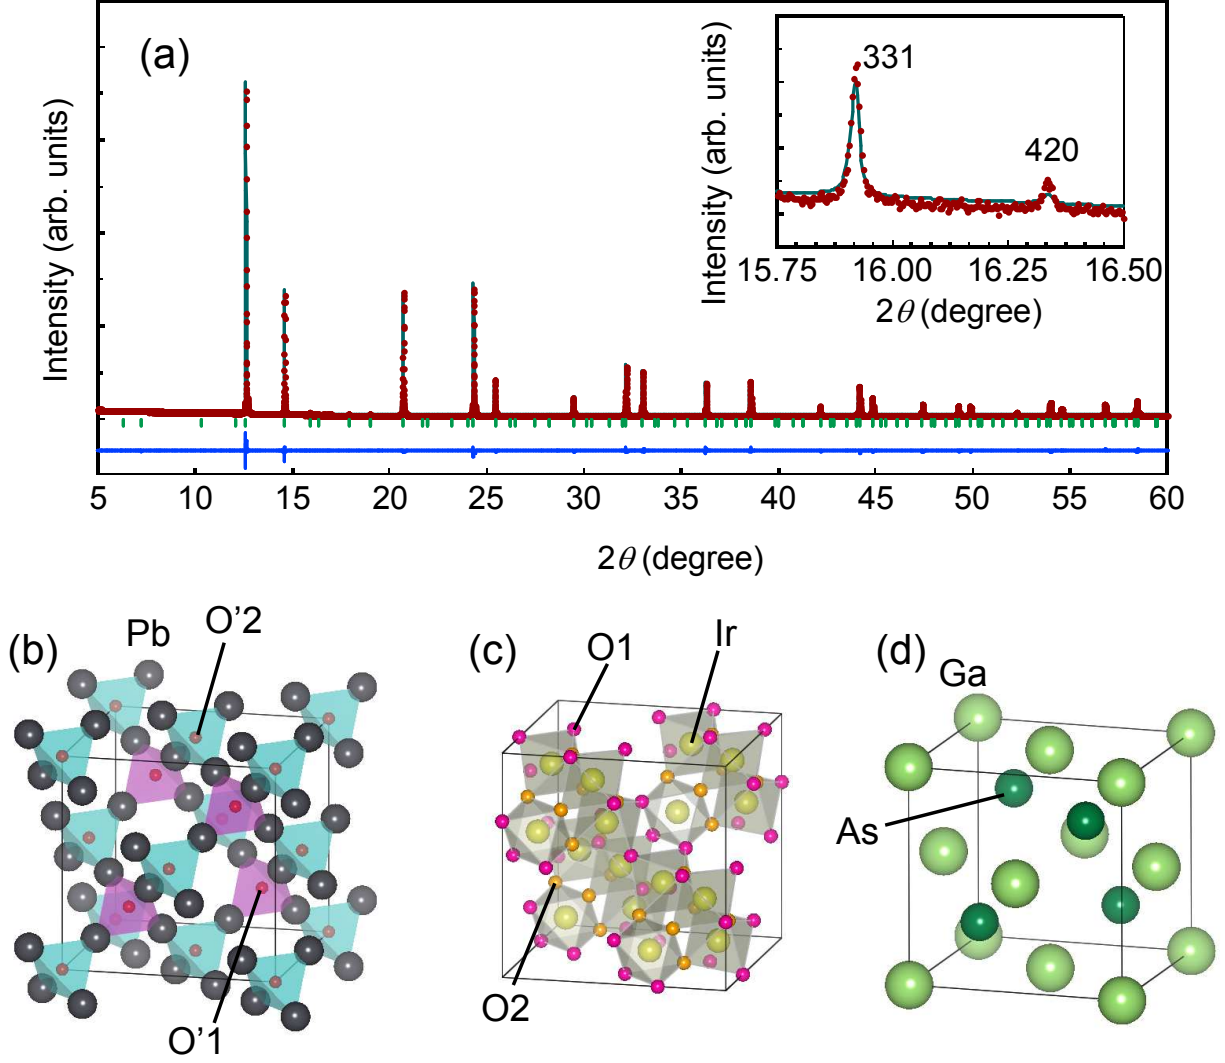 (a)
Intensity (arb. units)
5 10 15 20 25 30 35 40 45 50 55 60
2θ (degree)
331
420
Intensity (arb. units)
15.75 16.00 16.25 16.50
2θ (degree)
(b)
Pb
O'2
O'1
(c)
O1
Ir
O2
(d)
Ga
As